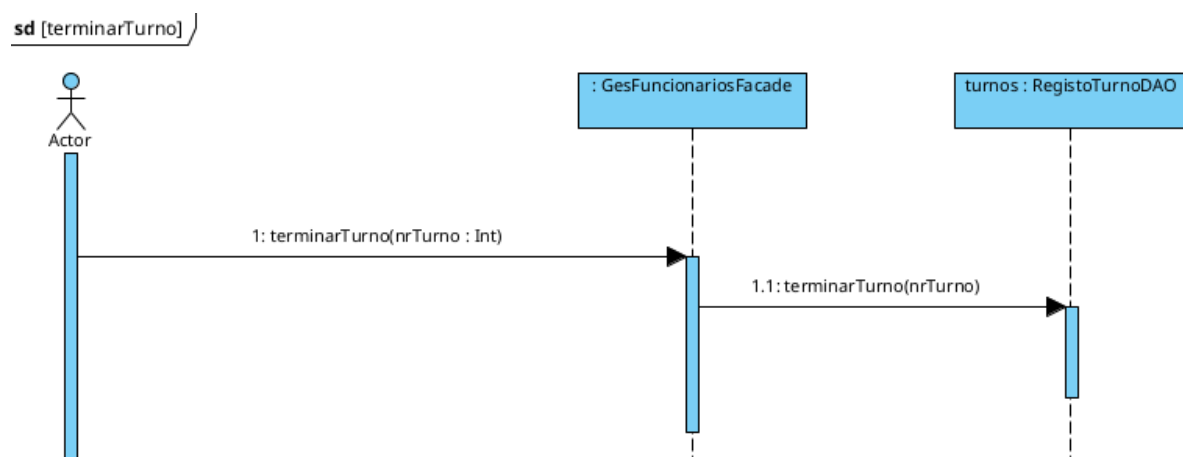 sd [terminarTurno]
Actor
: GesFuncionariosFacade
turnos : RegistoTurnoDAO
1: terminarTurno(nrTurno : Int)
1.1: terminarTurno(nrTurno)